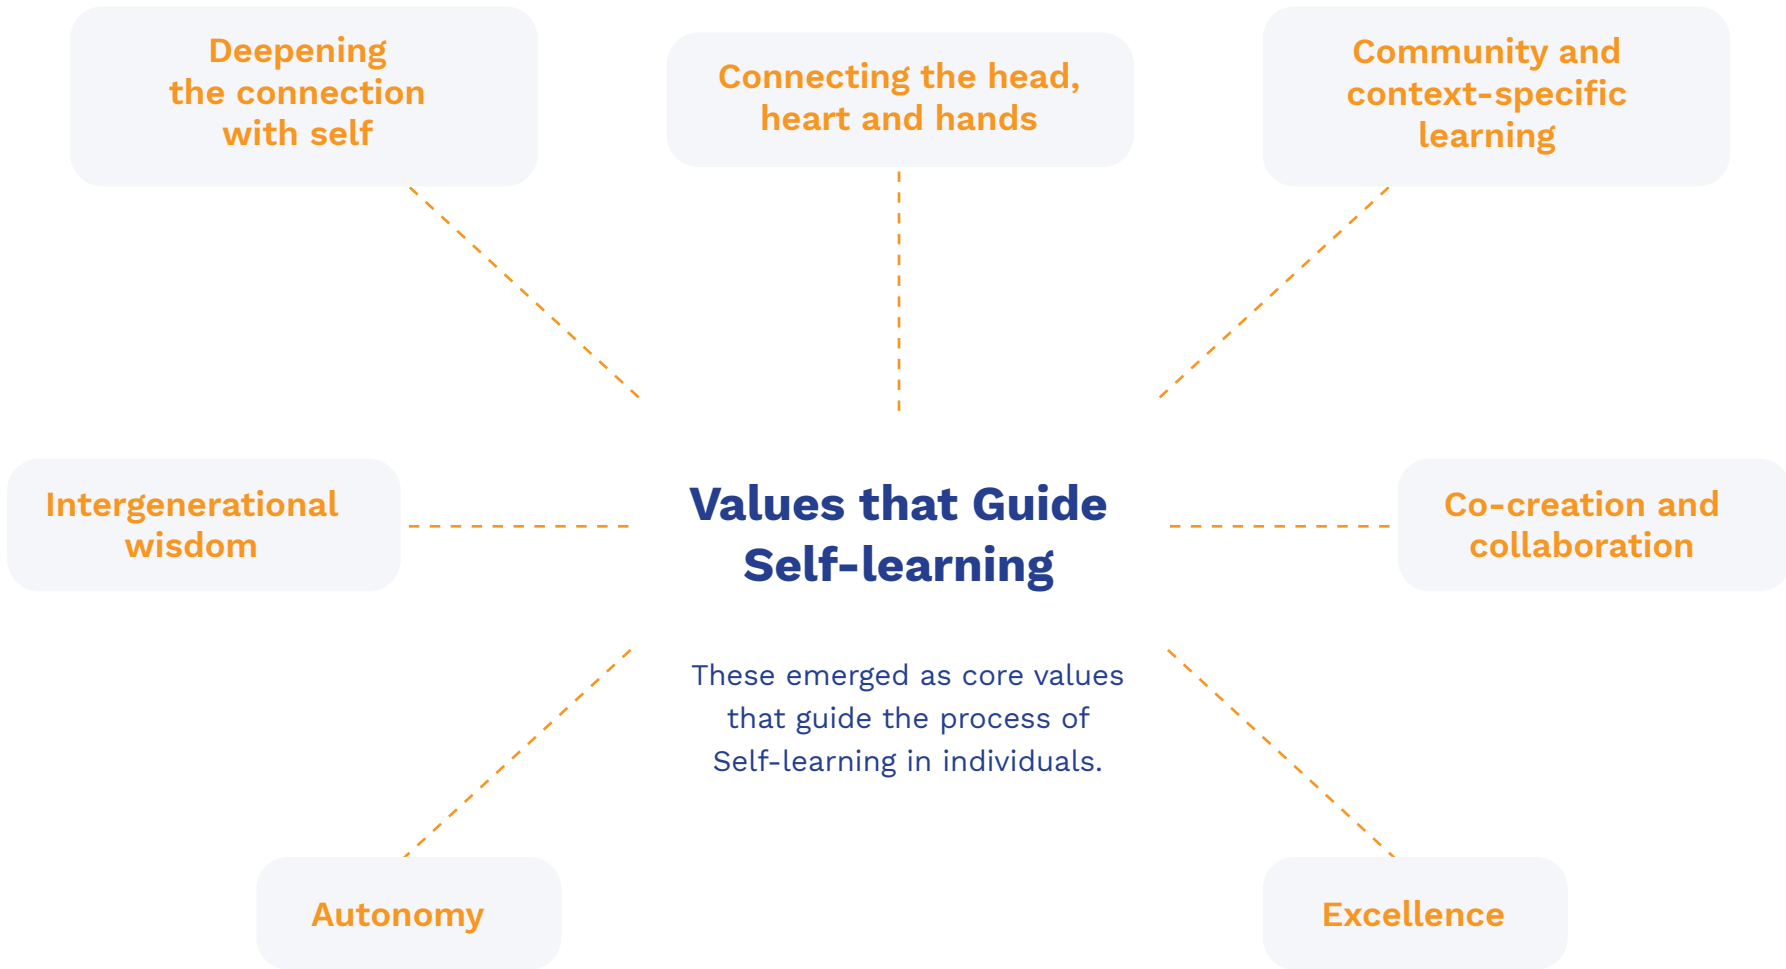 Deepening
the connection
with self
Connecting the head,
heart and hands
Community and
context-specific
learning
Intergenerational
wisdom
Values that Guide
Self-learning
These emerged as core values
that guide the process of
Self-learning in individuals.
Co-creation and
collaboration
Autonomy
Excellence